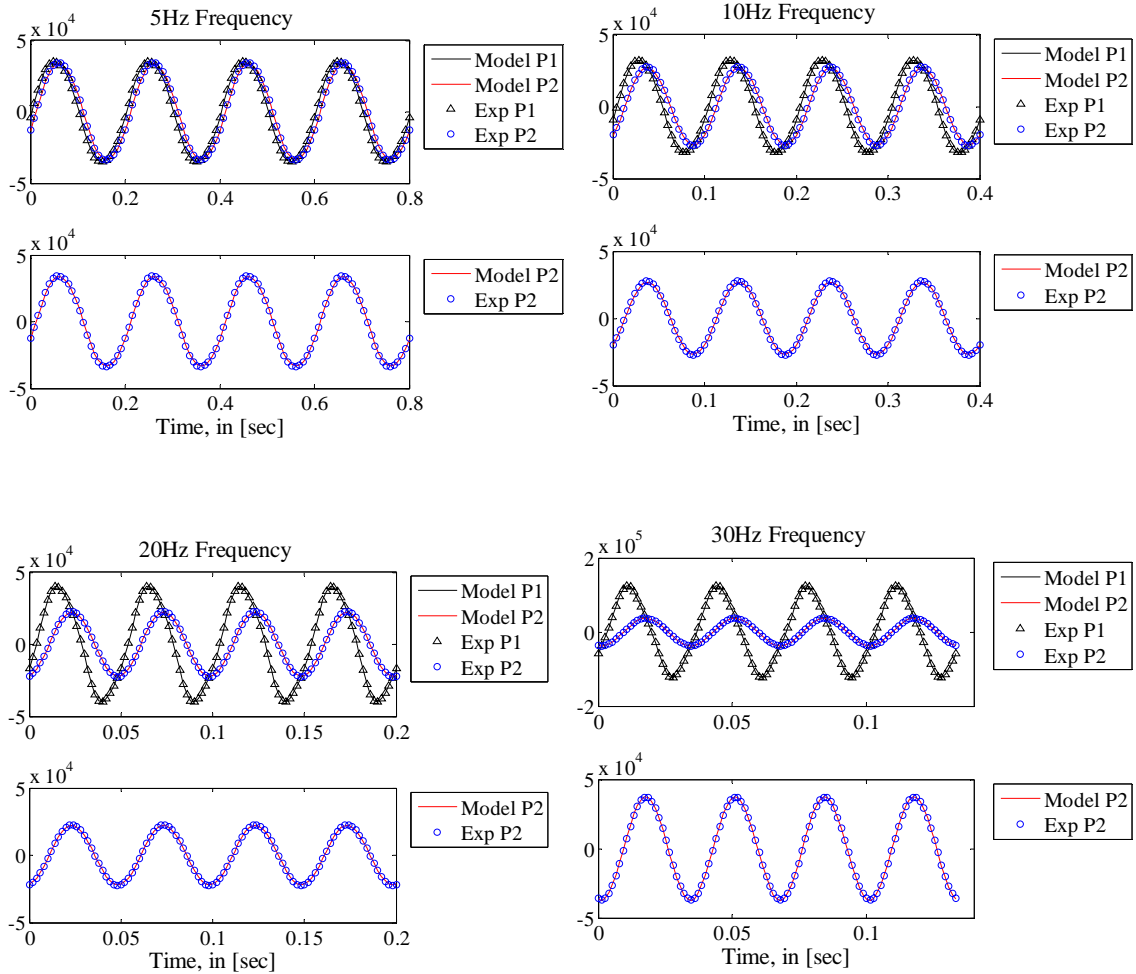 5Hz Frequency
x 10^4
5
0
-5
0 0.2 0.4 0.6 0.8
Model P1
Model P2
Exp P1
Exp P2
x 10^4
5
0
-5
0 0.2 0.4 0.6 0.8
Time, in [sec]
Model P2
Exp P2
10Hz Frequency
x 10^4
5
0
-5
0 0.1 0.2 0.3 0.4
Model P1
Model P2
Exp P1
Exp P2
x 10^4
5
0
-5
0 0.1 0.2 0.3 0.4
Time, in [sec]
Model P2
Exp P2
20Hz Frequency
x 10^4
5
0
-5
0 0.05 0.1 0.15 0.2
Model P1
Model P2
Exp P1
Exp P2
x 10^4
5
0
-5
0 0.05 0.1 0.15 0.2
Time, in [sec]
Model P2
Exp P2
30Hz Frequency
x 10^5
2
0
-2
0 0.05 0.1
Model P1
Model P2
Exp P1
Exp P2
x 10^4
5
0
-5
0 0.05 0.1
Time, in [sec]
Model P2
Exp P2